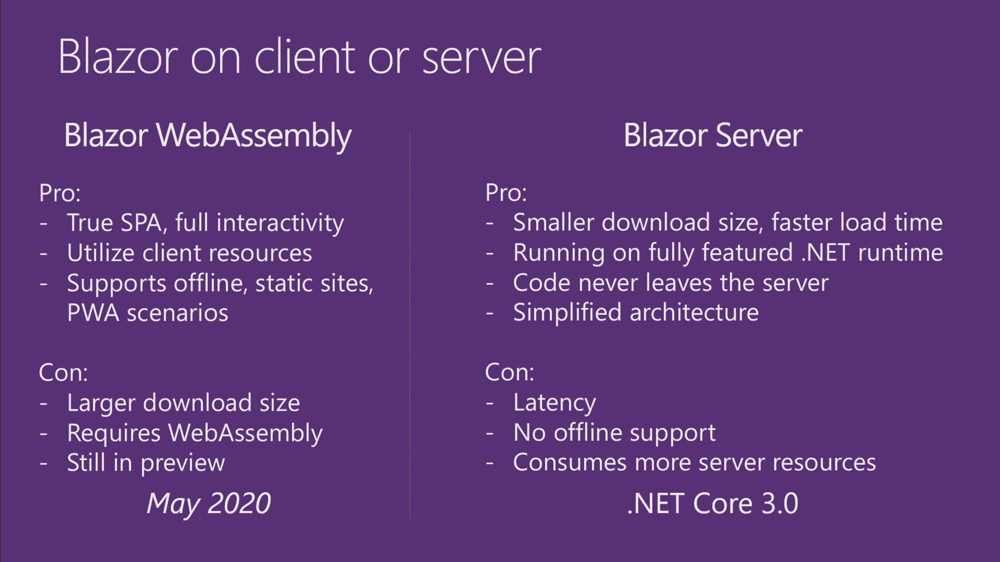 Blazor on client or server
Blazor WebAssembly
Pro:
- True SPA, full interactivity
- Utilize client resources
- Supports offline, static sites,
PWA scenarios
Con:
- Larger download size
- Requires WebAssembly
- Still in preview
May 2020
Blazor Server
Pro:
- Smaller download size, faster load time
- Running on fully featured .NET runtime
- Code never leaves the server
- Simplified architecture
Con:
- Latency
- No offline support
- Consumes more server resources
.NET Core 3.0